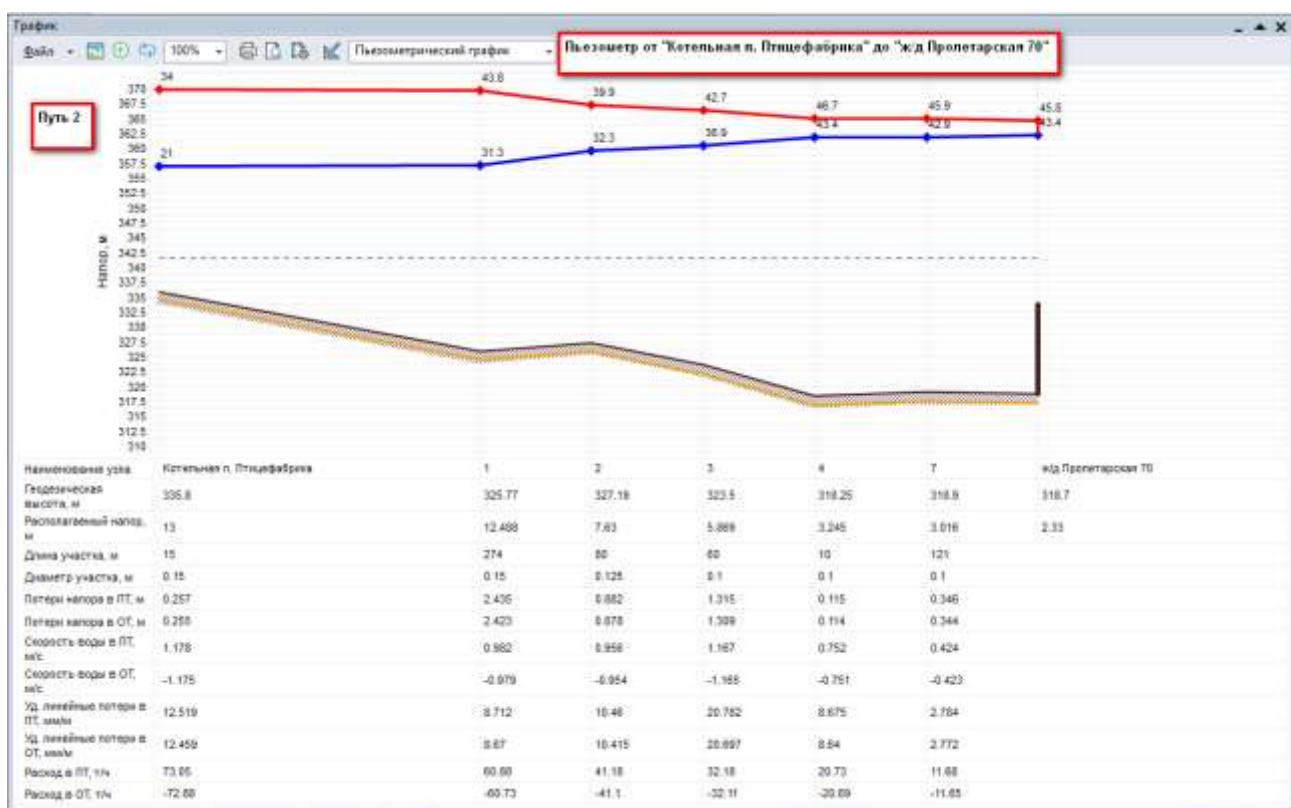 График
Файл 100% Пьезометрический график
Пьезометр от "Котельная п. Птицефабрика" до "ж/д Пролетарская 70"
Путь 2
34 43.8 39.9 42.7 46.7 45.9 45.8
21 31.3 32.3 36.9 43.4 42.9 43.4
Напор, м
370
367.5
365
362.5
360
357.5
355
352.5
350
347.5
345
342.5
340
337.5
335
332.5
330
327.5
325
322.5
320
317.5
315
312.5
310
Наименование узла Котельная п. Птицефабрика 1 2 3 4 7 ж/д Пролетарская 70
Геодезическая высота, м 335.8 325.77 327.19 323.5 318.25 318.9 318.7
Располагаемый напор, м 13 12.488 7.63 5.869 3.245 3.016 2.33
Длина участка, м 15 274 80 60 10 121
Диаметр участка, м 0.15 0.15 0.125 0.1 0.1 0.1
Потери напора в ПТ, м 0.257 2.435 0.882 1.315 0.115 0.346
Потери напора в ОТ, м 0.255 2.423 0.878 1.309 0.114 0.344
Скорость воды в ПТ, м/с 1.178 0.982 0.956 1.167 0.752 0.424
Скорость воды в ОТ, м/с -1.175 -0.979 -0.954 -1.165 -0.751 -0.423
Уд. линейные потери в ПТ, мм/м 12.519 8.712 10.46 20.782 8.675 2.784
Уд. линейные потери в ОТ, мм/м 12.459 8.67 10.415 20.697 8.64 2.772
Расход в ПТ, т/ч 73.05 41.18 32.18 20.73 11.68
Расход в ОТ, т/ч -72.88 -60.73 -41.1 -32.11 -20.69 -11.65